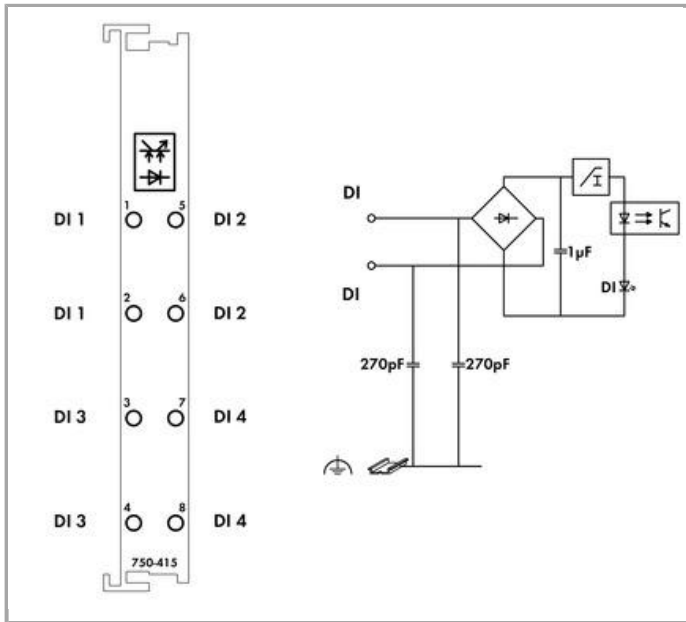 1 5
DI 1 DI 2
2 6
DI 1 DI 2
3 7
DI 3 DI 4
4 8
DI 3 DI 4
750-415
DI
DI
I
1µF
DI
270pF 270pF